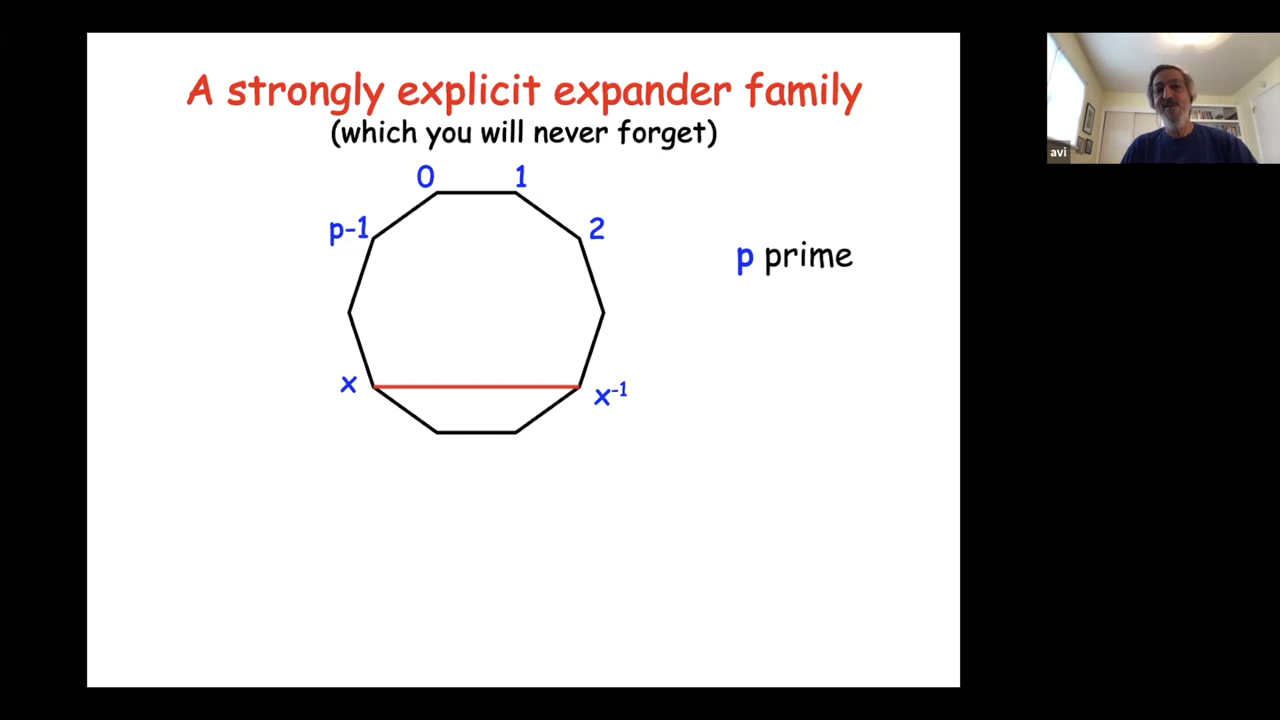 A strongly explicit expander family
(which you will never forget)
0 1
p-1 2
p prime
x x⁻¹
avi